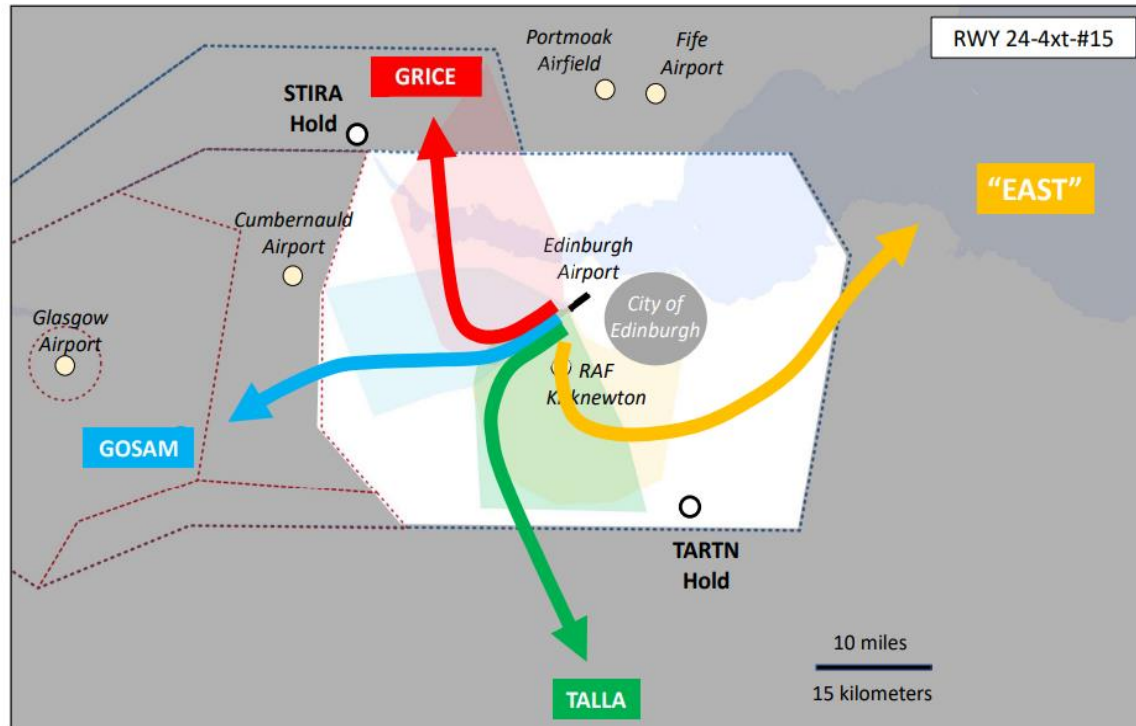 RWY 24-4xt-#15
Portmoak
Airfield
Fife
Airport
GRICE
STIRA
Hold
"EAST"
Cumbernauld
Airport
Edinburgh
Airport
City of
Edinburgh
Glasgow
Airport
RAF
Kirknewton
GOSAM
TARTN
Hold
10 miles
15 kilometers
TALLA